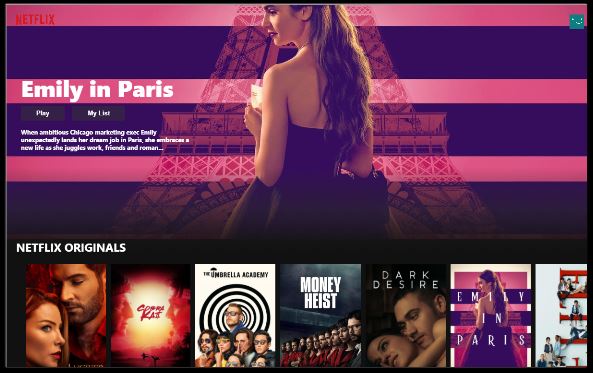 NETFLIX
Emily in Paris
Play My List
When ambitious Chicago marketing exec Emily
unexpectedly lands her dream job in Paris, she embraces a
new life as she juggles work, friends and roman...
NETFLIX ORIGINALS
LUCIFER
COBRA
KAI
THE UMBRELLA ACADEMY
MONEY
HEIST
DARK
DESIRE
EMILY
IN
PARIS